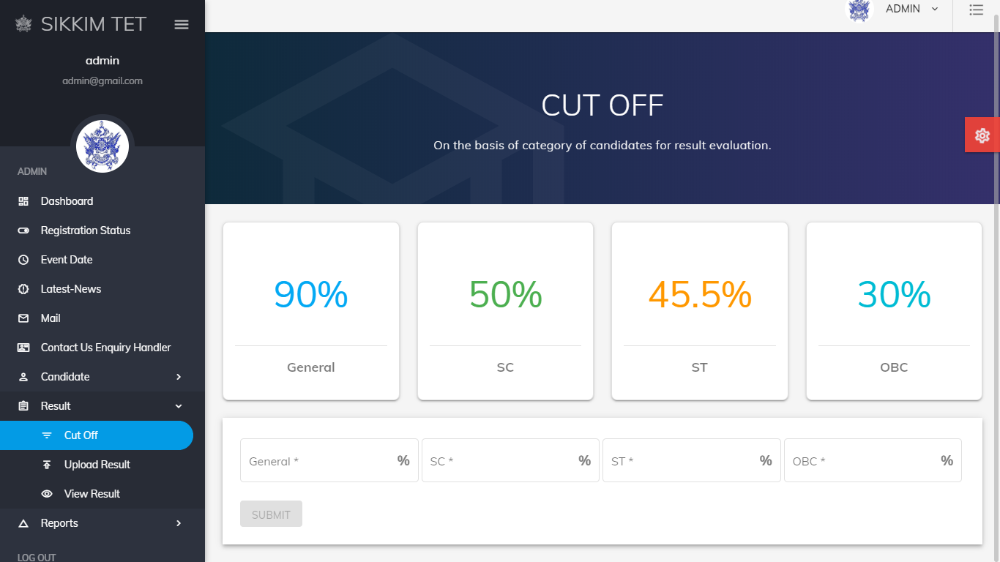 SIKKIM TET
admin
admin@gmail.com
ADMIN
Dashboard
Registration Status
Event Date
Latest-News
Mail
Contact Us Enquiry Handler
Candidate
Result
Cut Off
Upload Result
View Result
Reports
LOG OUT
ADMIN
CUT OFF
On the basis of category of candidates for result evaluation.
90%
General
50%
SC
45.5%
ST
30%
OBC
General * %
SC * %
ST * %
OBC * %
SUBMIT